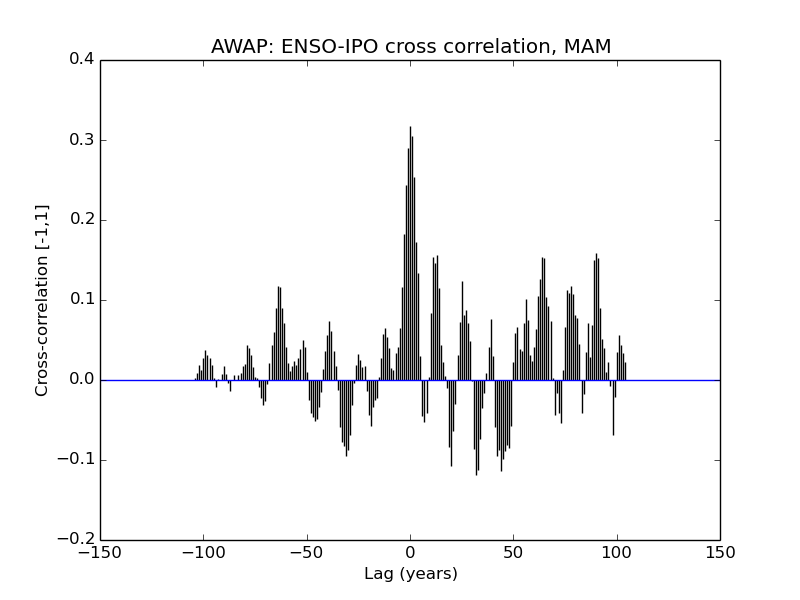 AWAP: ENSO-IPO cross correlation, MAM
0.4
0.3
0.2
0.1
0.0
−0.1
−0.2
Cross-correlation [-1,1]
−150 −100 −50 0 50 100 150
Lag (years)